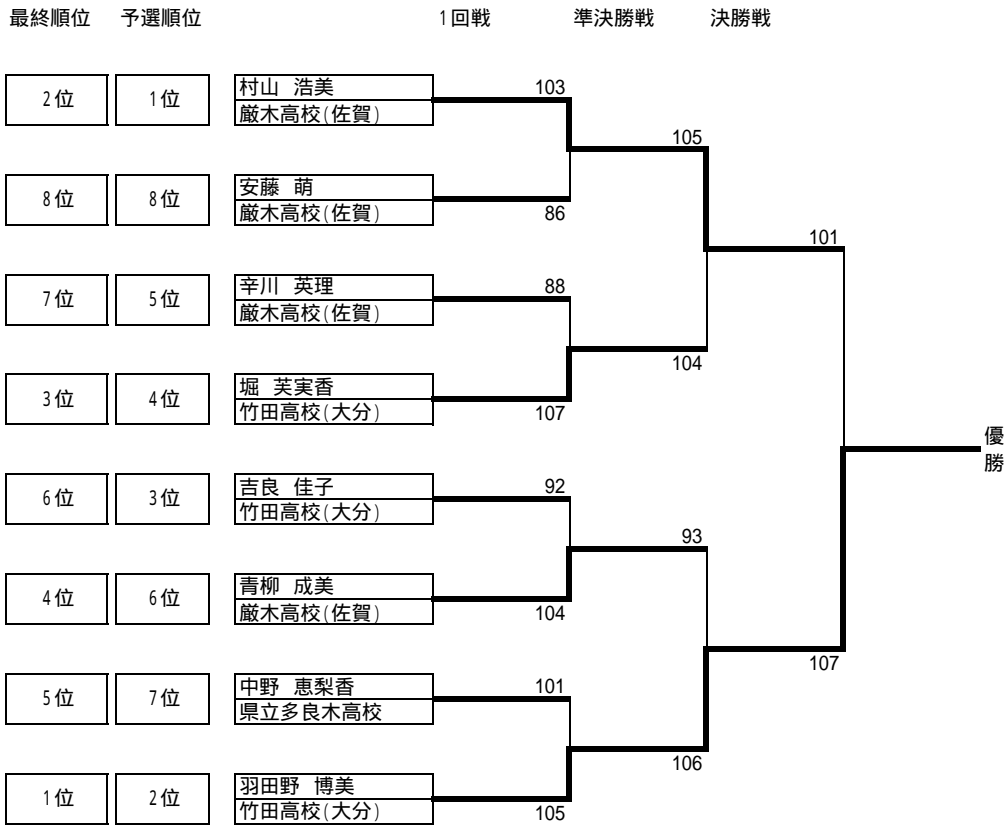 最終順位 予選順位 1回戦 準決勝戦 決勝戦
2位 1位 村山 浩美 103
厳木高校(佐賀)
105
8位 8位 安藤 萌
厳木高校(佐賀) 86
101
7位 5位 辛川 英理 88
厳木高校(佐賀)
104
3位 4位 堀 芙実香
竹田高校(大分) 107
優
勝
6位 3位 吉良 佳子 92
竹田高校(大分)
93
4位 6位 青柳 成美
厳木高校(佐賀) 104
107
5位 7位 中野 恵梨香 101
県立多良木高校
106
1位 2位 羽田野 博美
竹田高校(大分) 105